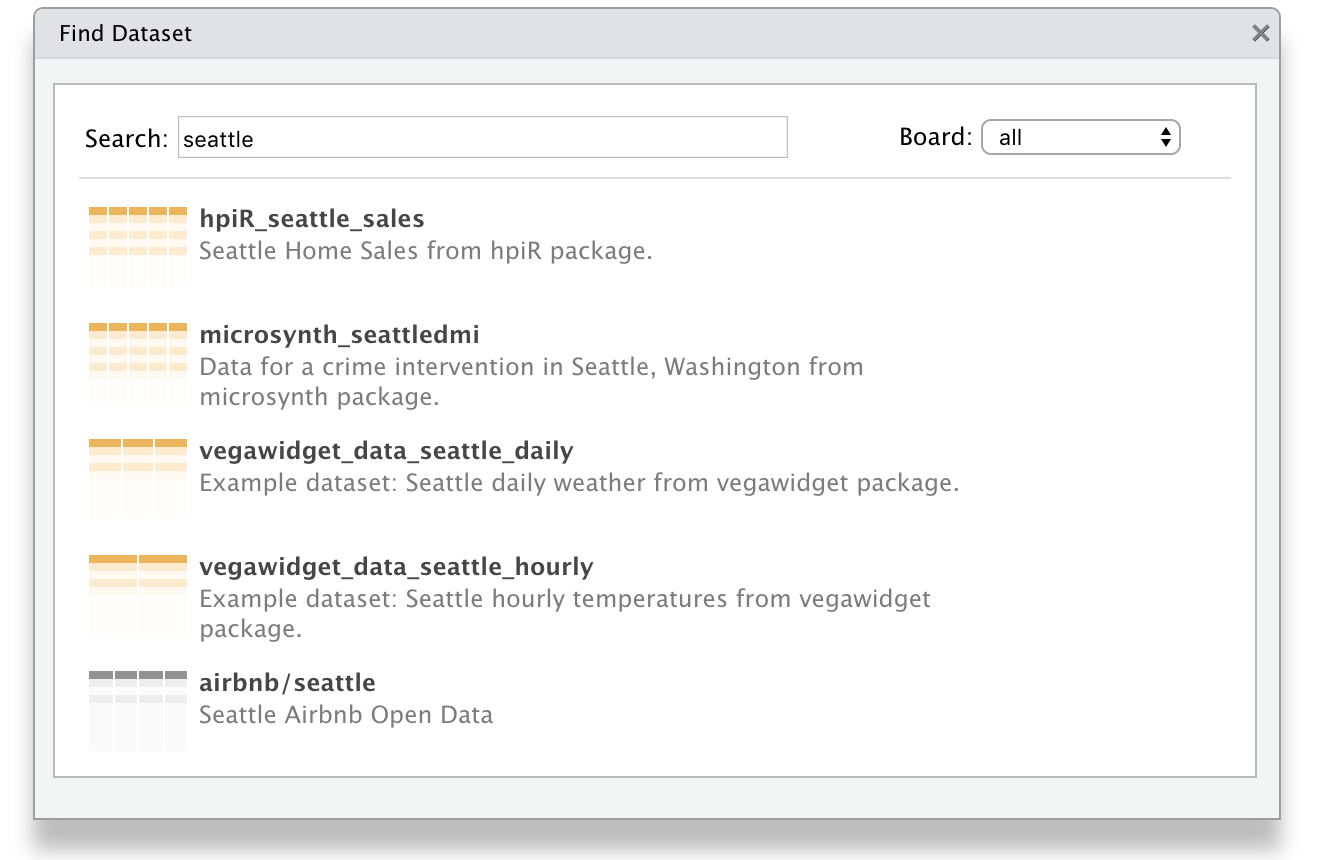 Find Dataset
Search: seattle Board: all
hpiR_seattle_sales
Seattle Home Sales from hpiR package.
microsynth_seattledmi
Data for a crime intervention in Seattle, Washington from
microsynth package.
vegawidget_data_seattle_daily
Example dataset: Seattle daily weather from vegawidget package.
vegawidget_data_seattle_hourly
Example dataset: Seattle hourly temperatures from vegawidget
package.
airbnb/seattle
Seattle Airbnb Open Data